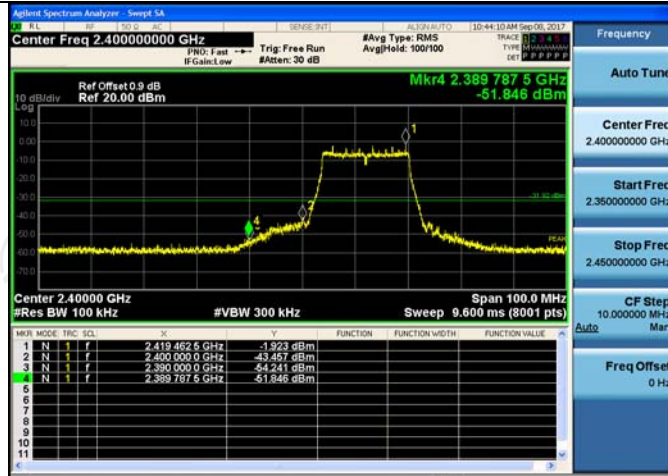 Agilent Spectrum Analyzer - Swept SA
RL RF 50 Ω AC SENSE:INT ALIGN AUTO 10:44:10 AM Sep 08, 2017
Center Freq 2.400000000 GHz #Avg Type: RMS TRACE 1 2 3 4 5 6
PNO: Fast Trig: Free Run Avg|Hold: 100/100 TYPE M
IFGain:Low #Atten: 30 dB DET P P P P P P
Ref Offset 0.9 dB Mkr4 2.389 787 5 GHz
10 dB/div Ref 20.00 dBm -51.846 dBm
Log
10.0
0.00
-10.0
-20.0
-30.0
-40.0
-50.0
-60.0
-70.0
1
2
4
-31.92 dBm
PEAK
Center 2.40000 GHz Span 100.0 MHz
#Res BW 100 kHz #VBW 300 kHz Sweep 9.600 ms (8001 pts)
MKR MODE TRC SCL X Y FUNCTION FUNCTION WIDTH FUNCTION VALUE
1 N 1 f 2.419 462 5 GHz -1.923 dBm
2 N 1 f 2.400 000 0 GHz -43.457 dBm
3 N 1 f 2.390 000 0 GHz -54.241 dBm
4 N 1 f 2.389 787 5 GHz -51.846 dBm
5
6
7
8
9
10
11
Frequency
Auto Tune
Center Freq
2.400000000 GHz
Start Freq
2.350000000 GHz
Stop Freq
2.450000000 GHz
CF Step
10.000000 MHz
Auto Man
Freq Offset
0 Hz